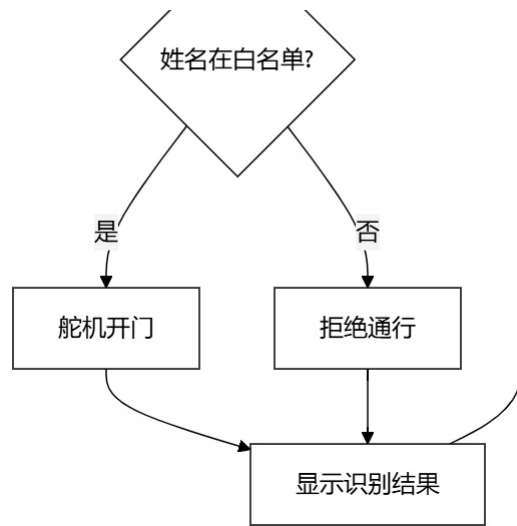 姓名在白名单?
是
否
舵机开门
拒绝通行
显示识别结果